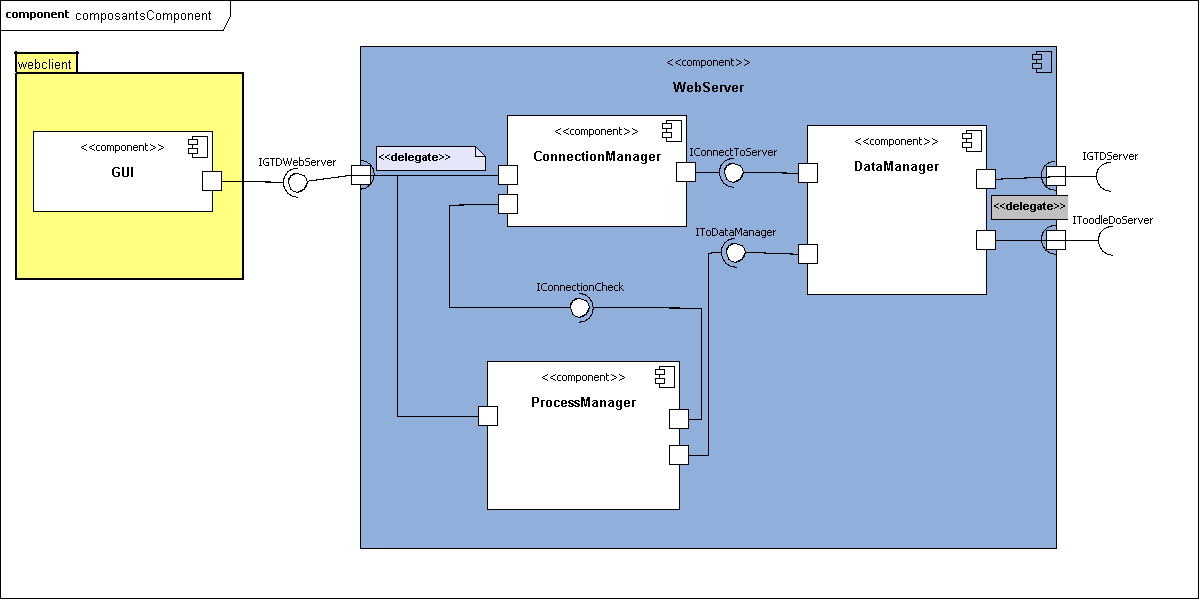 component composantsComponent
webclient
<<component>>
GUI
IGTDWebServer
<<component>>
WebServer
<<delegate>>
<<component>>
ConnectionManager
IConnectToServer
<<component>>
DataManager
IGTDServer
<<delegate>>
IToodleDoServer
IToDataManager
IConnectionCheck
<<component>>
ProcessManager